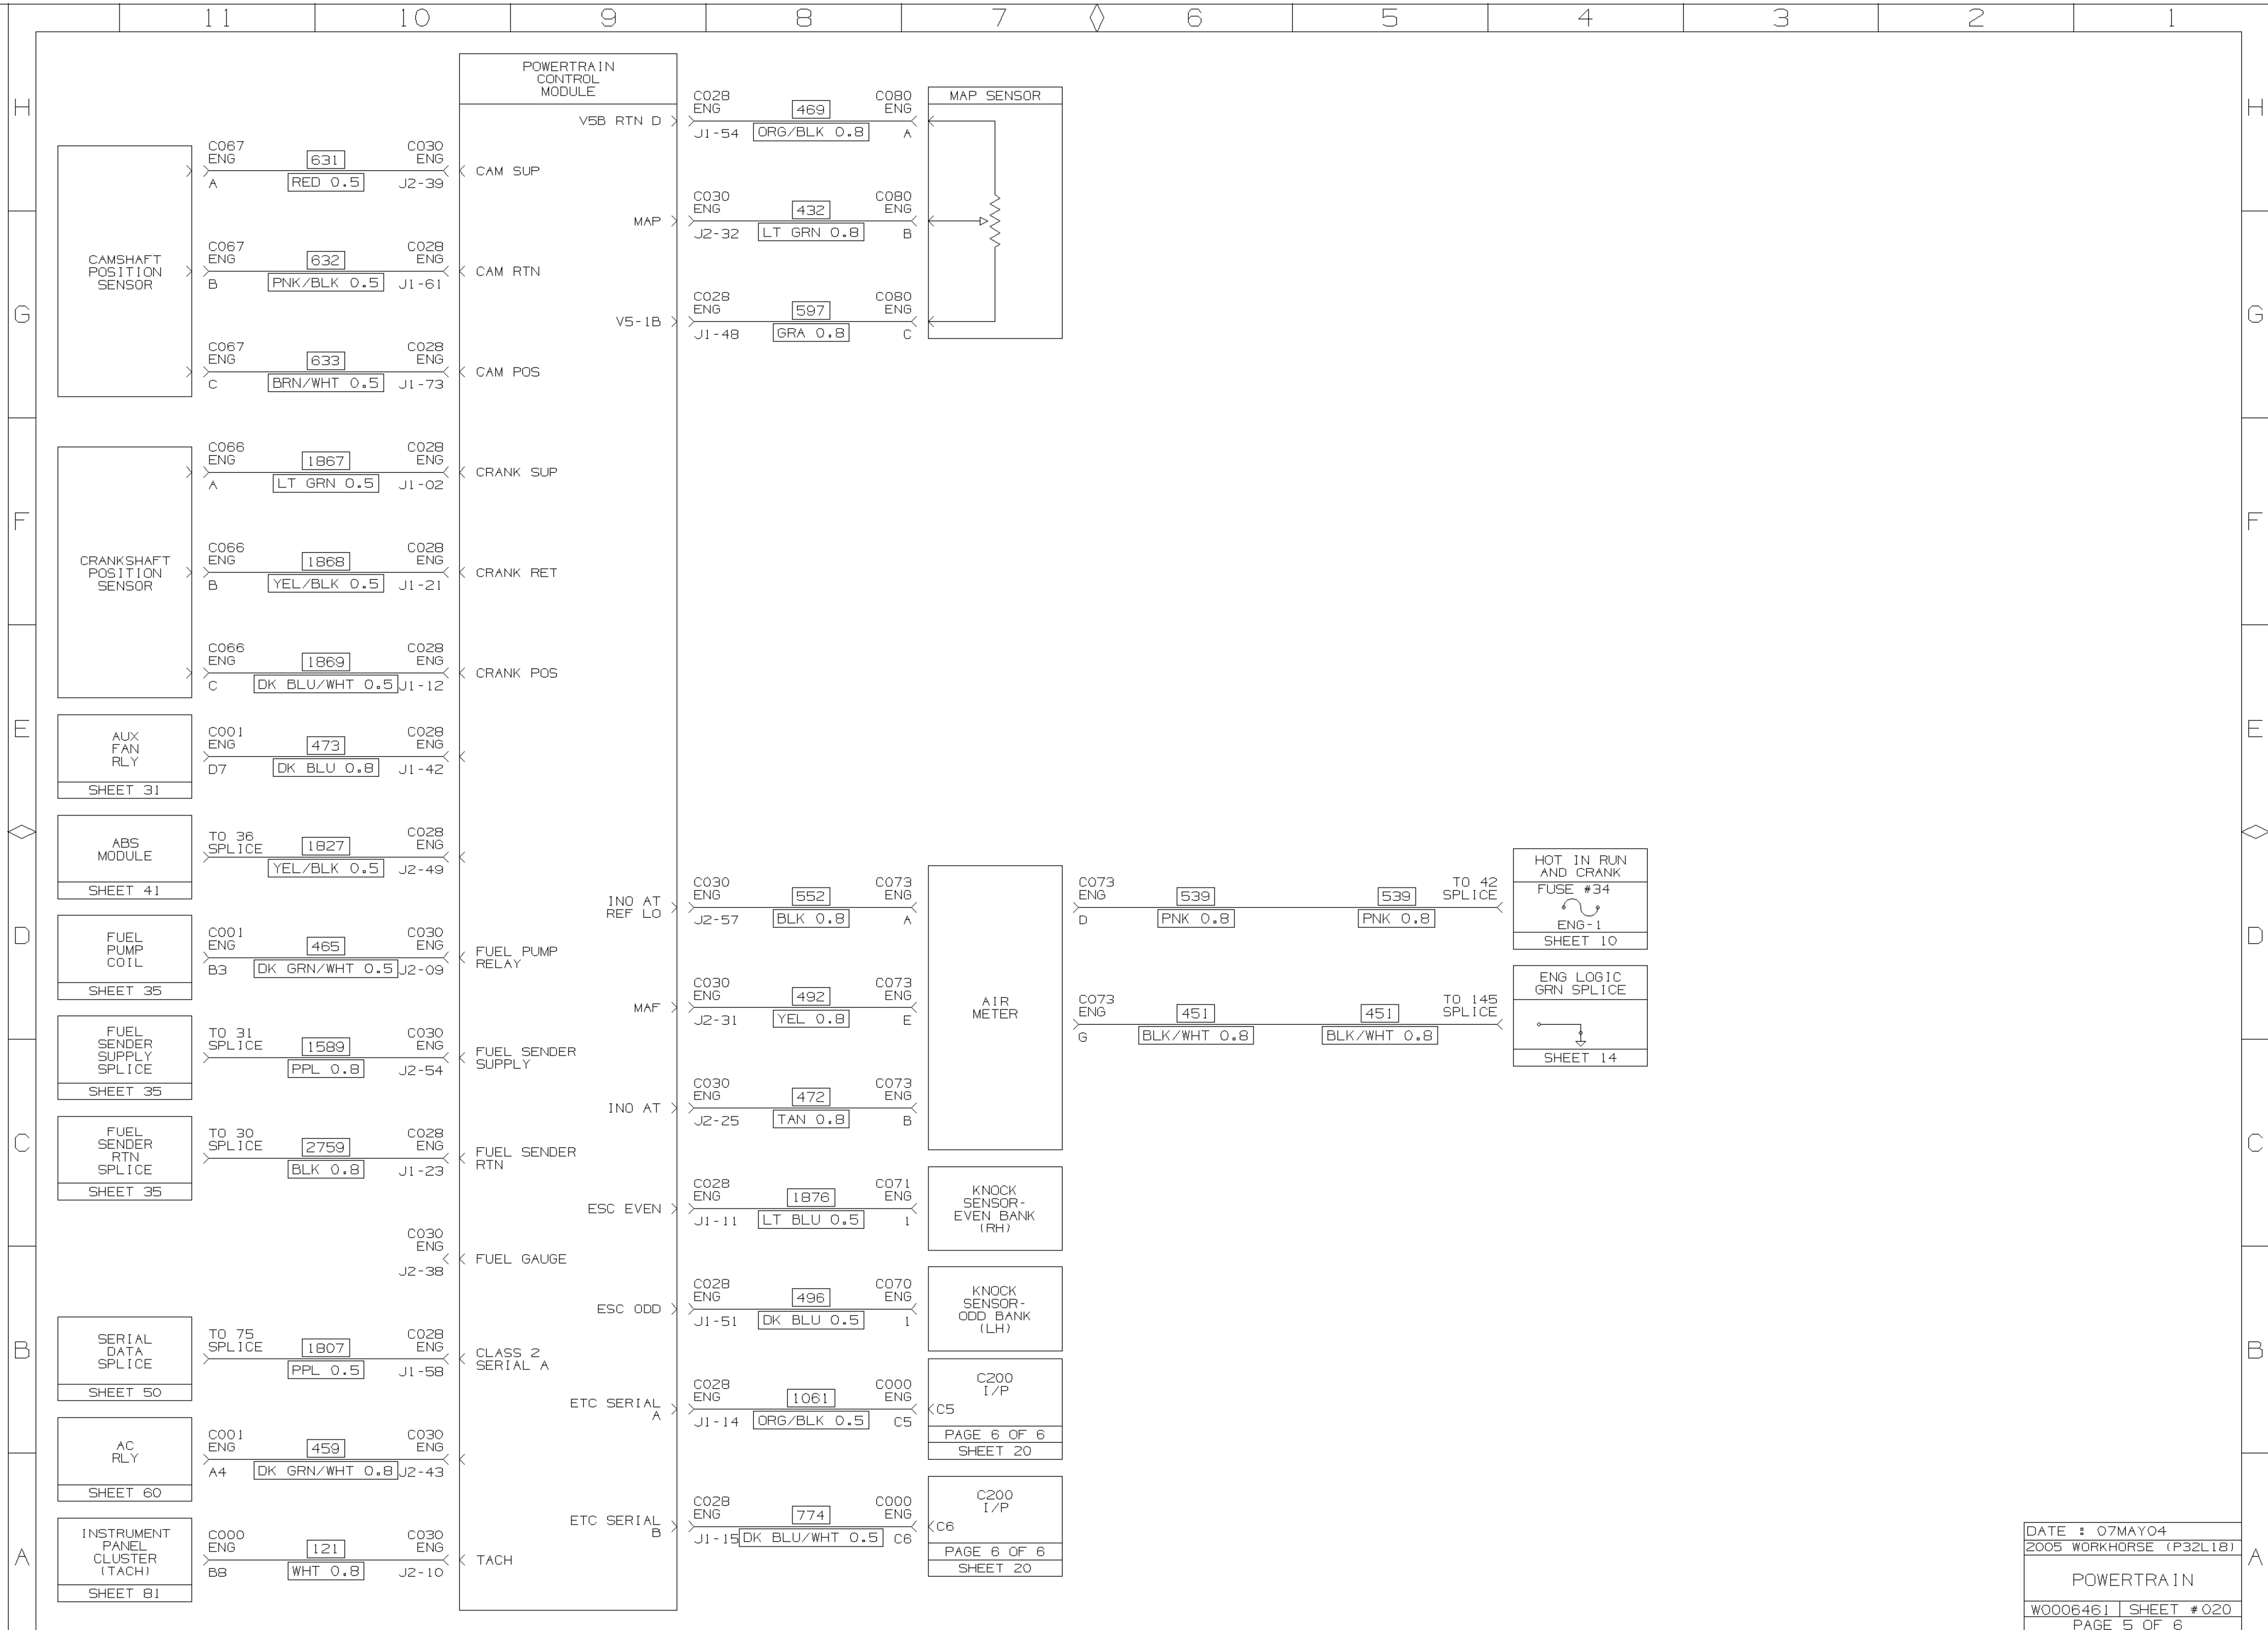 11 10 9 8 7 6 5 4 3 2 1
H
G
F
E
D
C
B
A
H
G
F
E
D
C
B
A
POWERTRAIN
CONTROL
MODULE
CAMSHAFT
POSITION
SENSOR
C067
ENG
A
631
RED 0.5
C030
ENG
J2-39
CAM SUP
C067
ENG
B
632
PNK/BLK 0.5
C028
ENG
J1-61
CAM RTN
C067
ENG
C
633
BRN/WHT 0.5
C028
ENG
J1-73
CAM POS
CRANKSHAFT
POSITION
SENSOR
C066
ENG
A
1867
LT GRN 0.5
C028
ENG
J1-02
CRANK SUP
C066
ENG
B
1868
YEL/BLK 0.5
C028
ENG
J1-21
CRANK RET
C066
ENG
C
1869
DK BLU/WHT 0.5
C028
ENG
J1-12
CRANK POS
AUX
FAN
RLY
SHEET 31
C001
ENG
D7
473
DK BLU 0.8
C028
ENG
J1-42
ABS
MODULE
SHEET 41
TO 36
SPLICE
1827
YEL/BLK 0.5
C028
ENG
J2-49
FUEL
PUMP
COIL
SHEET 35
C001
ENG
B3
465
DK GRN/WHT 0.5
C030
ENG
J2-09
FUEL PUMP
RELAY
FUEL
SENDER
SUPPLY
SPLICE
SHEET 35
TO 31
SPLICE
1589
PPL 0.8
C030
ENG
J2-54
FUEL SENDER
SUPPLY
FUEL
SENDER
RTN
SPLICE
SHEET 35
TO 30
SPLICE
2759
BLK 0.8
C028
ENG
J1-23
FUEL SENDER
RTN
C030
ENG
J2-38
FUEL GAUGE
SERIAL
DATA
SPLICE
SHEET 50
TO 75
SPLICE
1807
PPL 0.5
C028
ENG
J1-58
CLASS 2
SERIAL A
AC
RLY
SHEET 60
C001
ENG
A4
459
DK GRN/WHT 0.8
C030
ENG
J2-43
INSTRUMENT
PANEL
CLUSTER
(TACH)
SHEET 81
C000
ENG
B8
121
WHT 0.8
C030
ENG
J2-10
TACH
V5B RTN D
C028
ENG
J1-54
469
ORG/BLK 0.8
C080
ENG
A
MAP SENSOR
MAP
C030
ENG
J2-32
432
LT GRN 0.8
C080
ENG
B
V5-1B
C028
ENG
J1-48
597
GRA 0.8
C080
ENG
C
INO AT
REF LO
C030
ENG
J2-57
552
BLK 0.8
C073
ENG
A
MAF
C030
ENG
J2-31
492
YEL 0.8
C073
ENG
E
INO AT
C030
ENG
J2-25
472
TAN 0.8
C073
ENG
B
AIR
METER
C073
ENG
D
539
PNK 0.8
539
PNK 0.8
TO 42
SPLICE
HOT IN RUN
AND CRANK
FUSE #34
ENG-1
SHEET 10
C073
ENG
G
451
BLK/WHT 0.8
451
BLK/WHT 0.8
TO 145
SPLICE
ENG LOGIC
GRN SPLICE
SHEET 14
ESC EVEN
C028
ENG
J1-11
1876
LT BLU 0.5
C071
ENG
1
KNOCK
SENSOR-
EVEN BANK
(RH)
ESC ODD
C028
ENG
J1-51
496
DK BLU 0.5
C070
ENG
1
KNOCK
SENSOR-
ODD BANK
(LH)
ETC SERIAL
A
C028
ENG
J1-14
1061
ORG/BLK 0.5
C000
ENG
C5
C5
C200
I/P
PAGE 6 OF 6
SHEET 20
ETC SERIAL
B
C028
ENG
J1-15
774
DK BLU/WHT 0.5
C000
ENG
C6
C6
C200
I/P
PAGE 6 OF 6
SHEET 20
DATE : 07MAY04
2005 WORKHORSE (P32L18)
POWERTRAIN
W0006461 SHEET #020
PAGE 5 OF 6